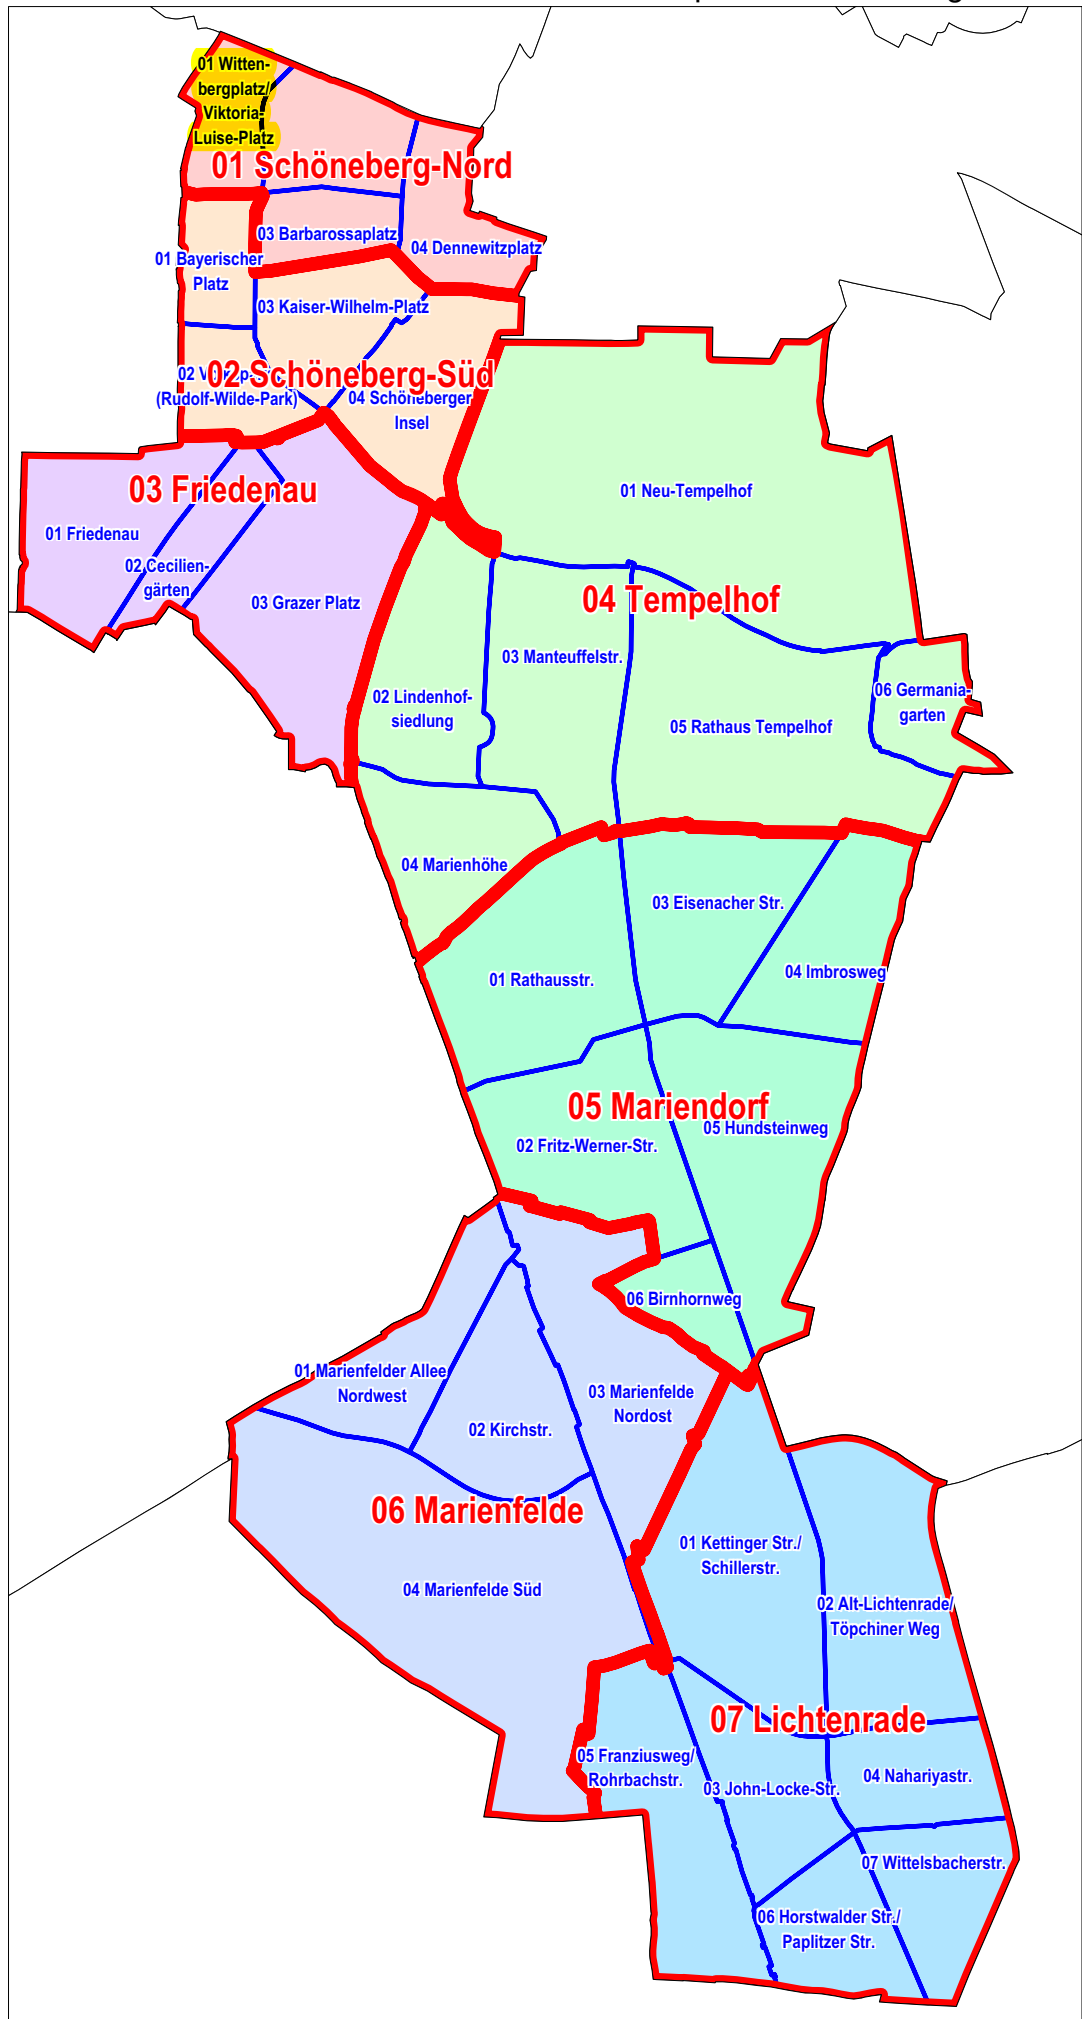 01 Witten-
bergplatz/
Viktoria-
Luise-Platz
01 Schöneberg-Nord
03 Barbarossaplatz
04 Dennewitzplatz
01 Bayerischer
Platz
03 Kaiser-Wilhelm-Platz
02 Schöneberg-Süd
02
(Rudolf-Wilde-Park)
04 Schöneberger
Insel
03 Friedenau
01 Friedenau
02 Cecilien-
gärten
03 Grazer Platz
01 Neu-Tempelhof
04 Tempelhof
03 Manteuffelstr.
02 Lindenhof-
siedlung
05 Rathaus Tempelhof
06 Germania-
garten
04 Marienhöhe
03 Eisenacher Str.
01 Rathausstr.
04 Imbrosweg
05 Mariendorf
05 Hundsteinweg
02 Fritz-Werner-Str.
06 Birnhornweg
01 Marienfelder Allee
Nordwest
03 Marienfelde
Nordost
02 Kirchstr.
06 Marienfelde
04 Marienfelde Süd
01 Kettinger Str./
Schillerstr.
02 Alt-Lichtenrade/
Töpchiner Weg
07 Lichtenrade
05 Franziusweg/
Rohrbachstr.
03 John-Locke-Str.
04 Nahariyastr.
07 Wittelsbacherstr.
06 Horstwalder Str./
Paplitzer Str.